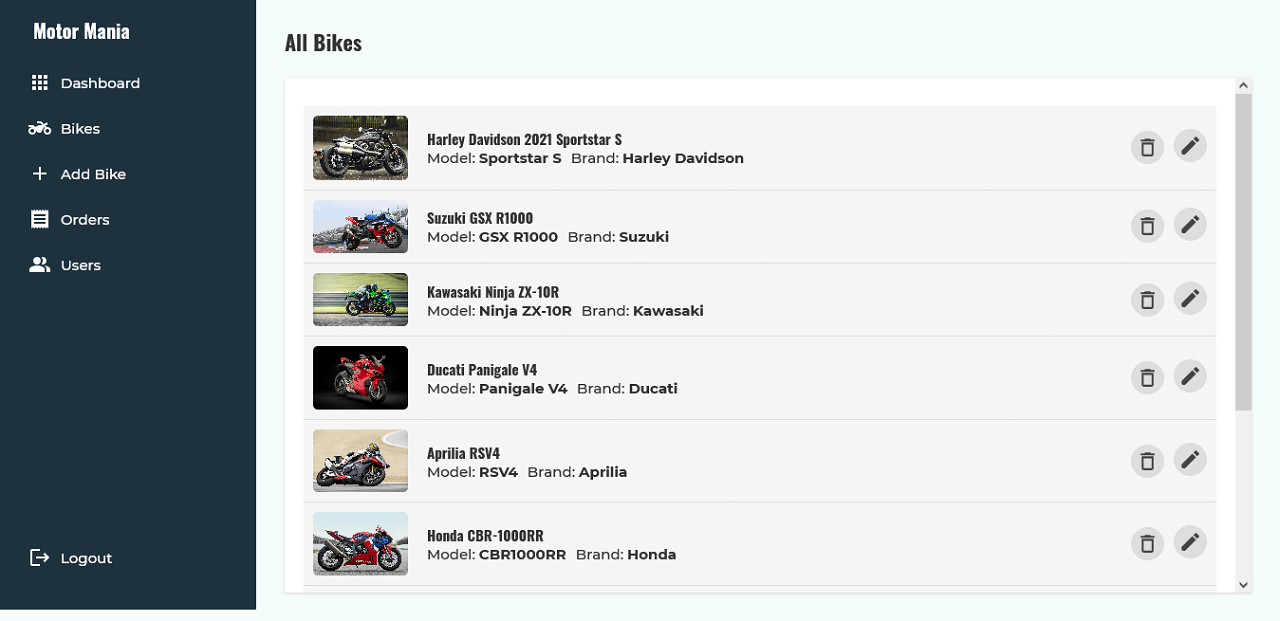 Motor Mania
Dashboard
Bikes
Add Bike
Orders
Users
Logout
All Bikes
Harley Davidson 2021 Sportstar S
Model: Sportstar S Brand: Harley Davidson
Suzuki GSX R1000
Model: GSX R1000 Brand: Suzuki
Kawasaki Ninja ZX-10R
Model: Ninja ZX-10R Brand: Kawasaki
Ducati Panigale V4
Model: Panigale V4 Brand: Ducati
Aprilia RSV4
Model: RSV4 Brand: Aprilia
Honda CBR-1000RR
Model: CBR1000RR Brand: Honda